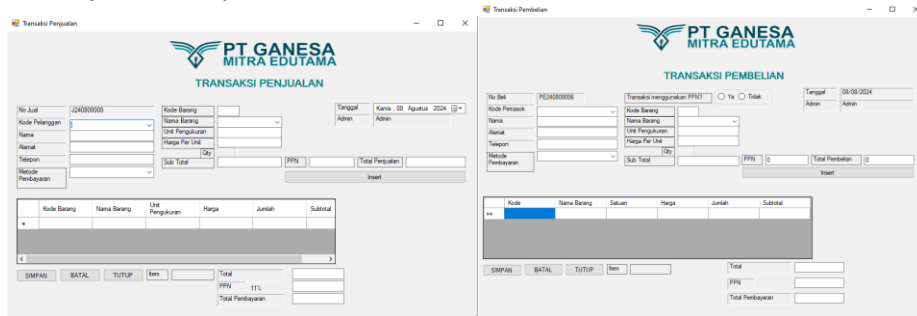 Transaksi Penjualan
PT GANESA
MITRA EDUTAMA
TRANSAKSI PENJUALAN
No Jual J240800000 Kode Barang Tanggal Kamis , 08 Agustus 2024
Kode Pelanggan Nama Barang Admin Admin
Nama Unit Pengukuran
Alamat Harga Per Unit
Qty
Telepon Sub Total PPN Total Penjualan
Metode Pembayaran Insert
Kode Barang Nama Barang Unit Pengukuran Harga Jumlah Subtotal
SIMPAN BATAL TUTUP Item Total
PPN 11%
Total Pembayaran
Transaksi Pembelian
PT GANESA
MITRA EDUTAMA
TRANSAKSI PEMBELIAN
No Beli PE240800006 Transaksi menggunakan PPN? Ya Tidak Tanggal 08/08/2024
Kode Pemasok Kode Barang Admin Admin
Nama Nama Barang
Alamat Unit Pengukuran
Telepon Harga Per Unit
Qty
Metode Pembayaran Sub Total PPN 0 Total Pembelian 0
Insert
Kode Nama Barang Satuan Harga Jumlah Subtotal
SIMPAN BATAL TUTUP Item Total
PPN
Total Pembayaran